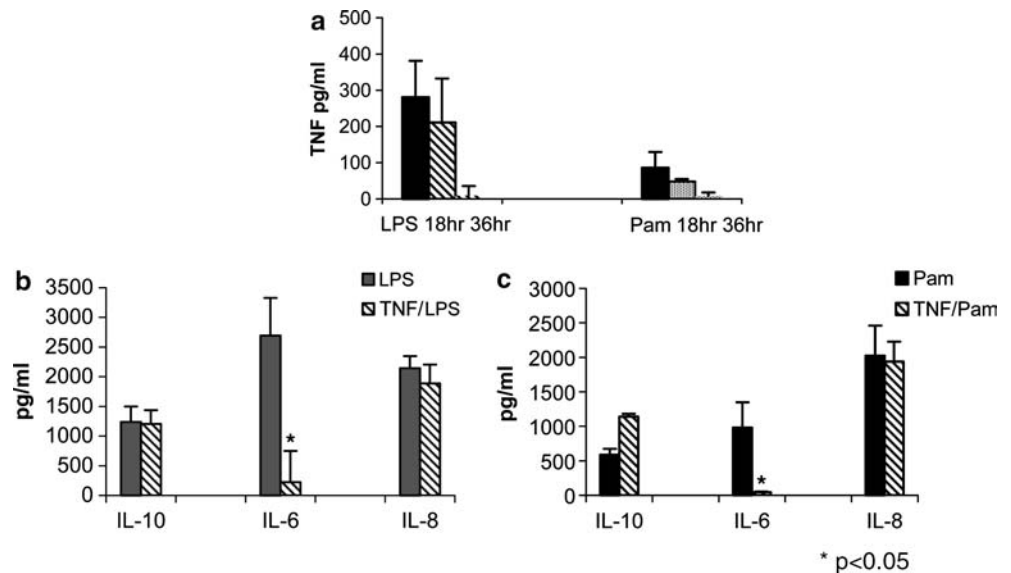 a
500
400
300
200
100
0
TNF pg/ml
LPS 18hr 36hr
Pam 18hr 36hr
b
LPS
TNF/LPS
3500
3000
2500
2000
1500
1000
500
0
pg/ml
*
IL-10
IL-6
IL-8
c
Pam
TNF/Pam
3000
2500
2000
1500
1000
500
0
pg/ml
*
IL-10
IL-6
IL-8
* p<0.05